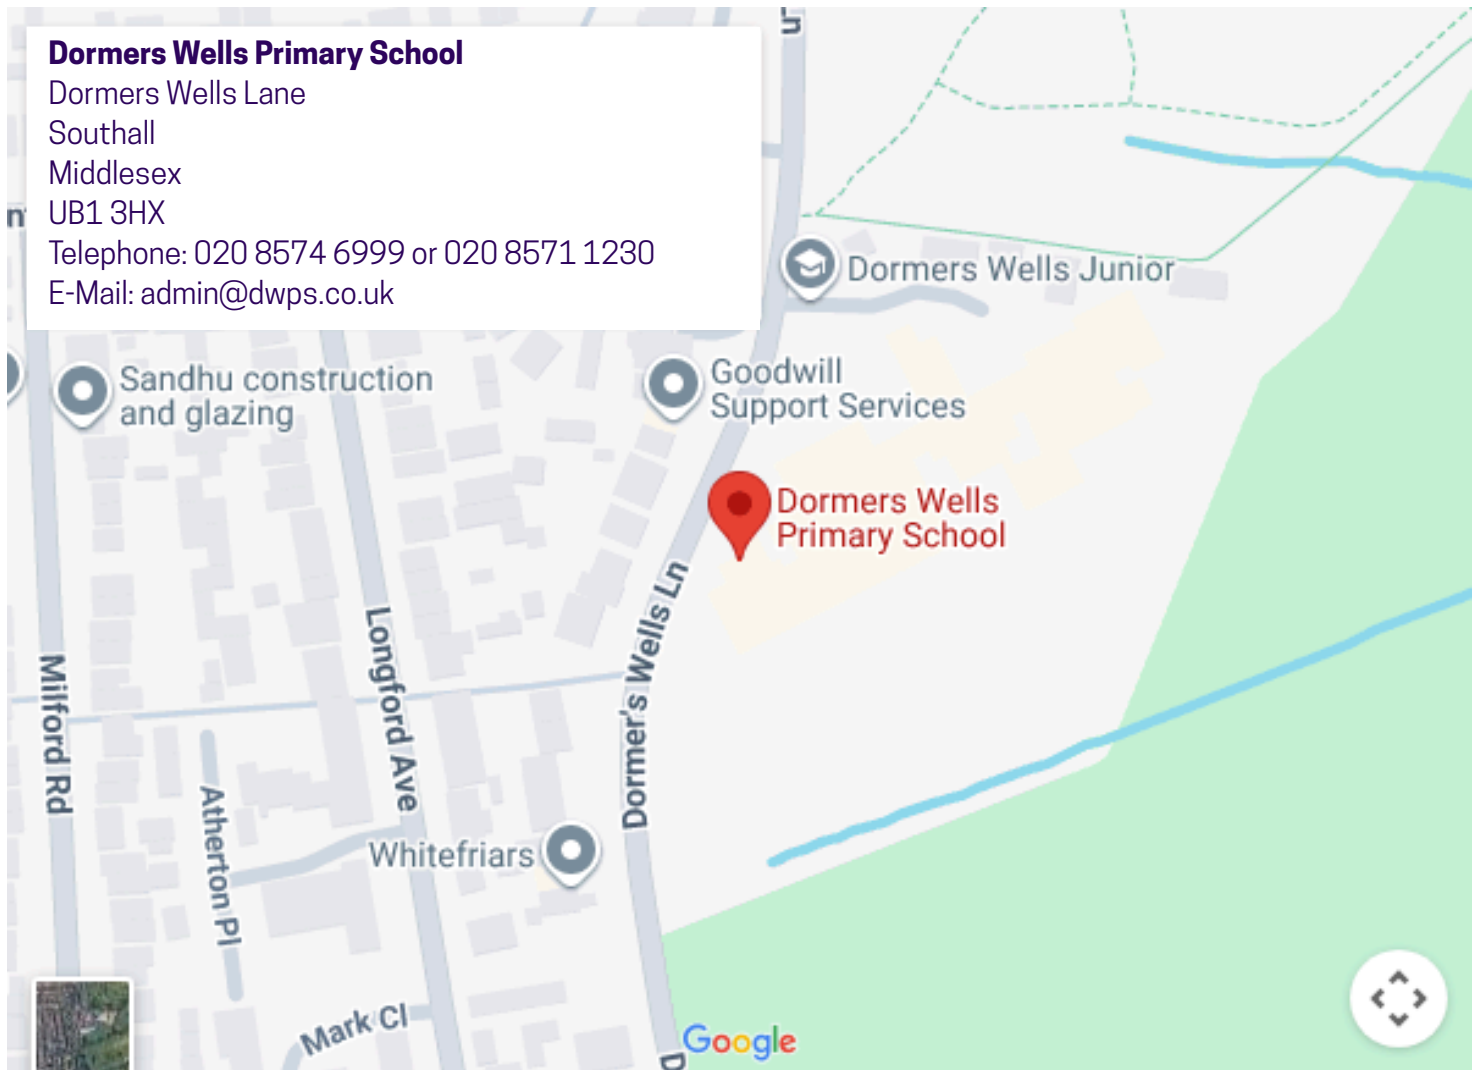 Dormers Wells Primary School
Dormers Wells Lane
Southall
Middlesex
UB1 3HX
Telephone: 020 8574 6999 or 020 8571 1230
E-Mail: admin@dwps.co.uk
Dormers Wells Junior
Sandhu construction
and glazing
Goodwill
Support Services
Dormers Wells
Primary School
Dormer's Wells Ln
Longford Ave
Milford Rd
Atherton Pl
Whitefriars
Mark Cl
Google